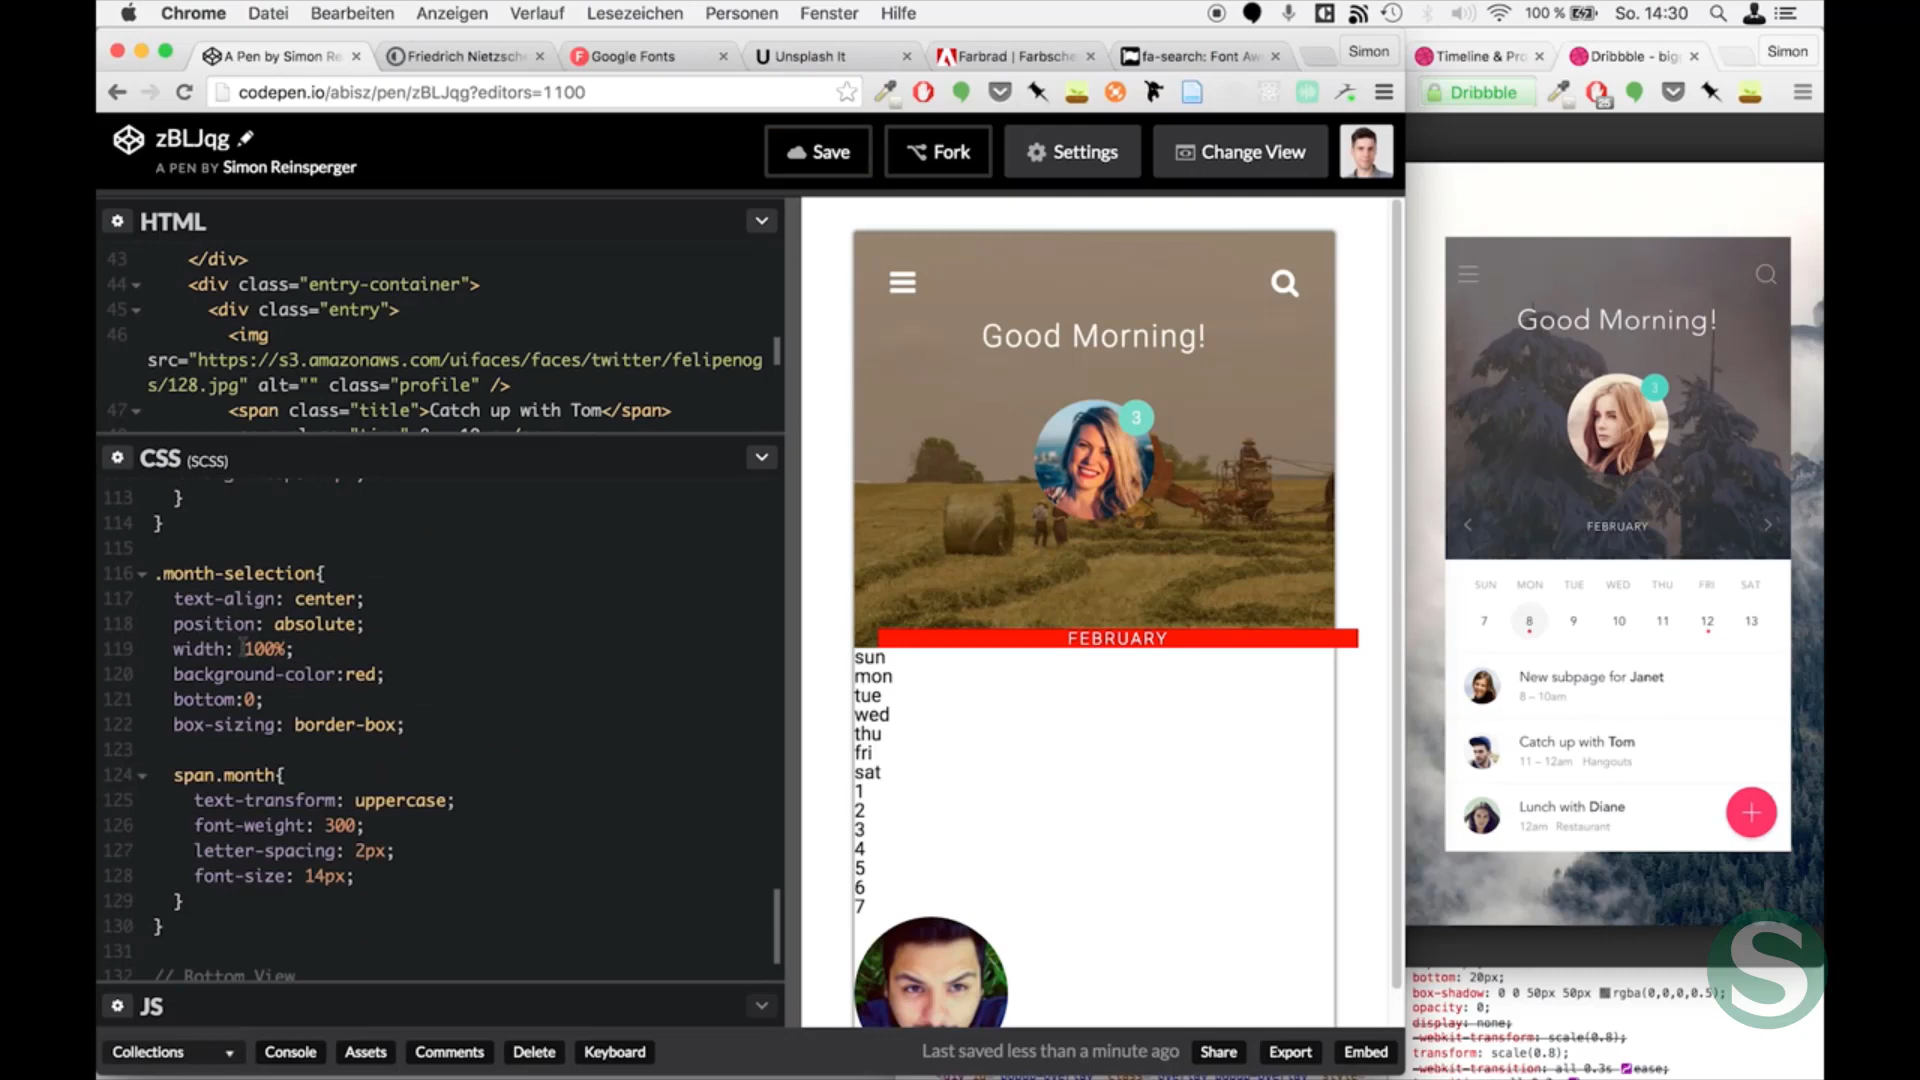 Chrome Datei Bearbeiten Anzeigen Verlauf Lesezeichen Personen Fenster Hilfe 100 % So. 14:30
A Pen by Simon Re Friedrich Nietzsch Google Fonts Unsplash It Farbrad | Farbsche fa-search: Font Aw Simon Timeline & Pro Dribbble - big Simon
codepen.io/abisz/pen/zBLJqg?editors=1100 Dribbble 25
zBLJqg
A PEN BY Simon Reinsperger
Save Fork Settings Change View
HTML
43 </div>
44 <div class="entry-container">
45 <div class="entry">
46 <img
src="https://s3.amazonaws.com/uifaces/faces/twitter/felipenog
s/128.jpg" alt="" class="profile" />
47 <span class="title">Catch up with Tom</span>
CSS (SCSS)
113 }
114 }
115
116 .month-selection{
117 text-align: center;
118 position: absolute;
119 width: 100%;
120 background-color:red;
121 bottom:0;
122 box-sizing: border-box;
123
124 span.month{
125 text-transform: uppercase;
126 font-weight: 300;
127 letter-spacing: 2px;
128 font-size: 14px;
129 }
130 }
131
132 // Bottom View
JS
Collections Console Assets Comments Delete Keyboard Last saved less than a minute ago Share Export Embed
Good Morning!
3
FEBRUARY
sun
mon
tue
wed
thu
fri
sat
1
2
3
4
5
6
7
Good Morning!
3
FEBRUARY
SUN MON TUE WED THU FRI SAT
7 8 9 10 11 12 13
New subpage for Janet
8 – 10am
Catch up with Tom
11 – 12am Hangouts
Lunch with Diane
12am Restaurant
S
bottom: 20px;
box-shadow: 0 0 50px 50px rgba(0,0,0,0.5);
opacity: 0;
display: none;
-webkit-transform: scale(0.8);
transform: scale(0.8);
-webkit-transition: all 0.3s ease;